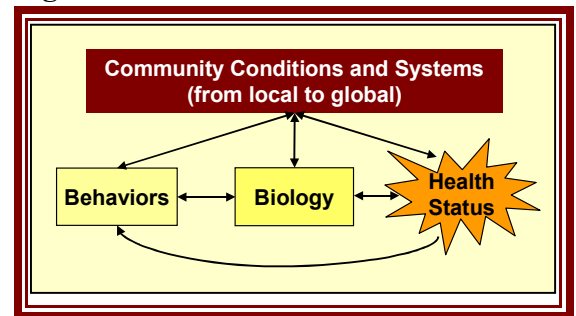 Community Conditions and Systems
(from local to global)
Behaviors
Biology
Health
Status